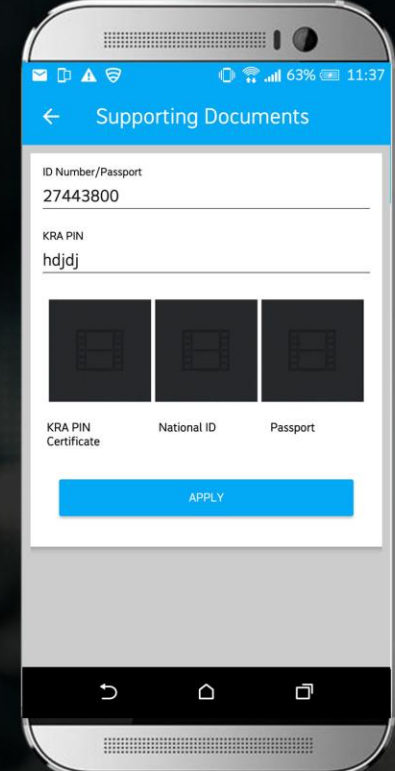 63% 11:37
Supporting Documents
ID Number/Passport
27443800
KRA PIN
hdjdj
KRA PIN
Certificate
National ID
Passport
APPLY